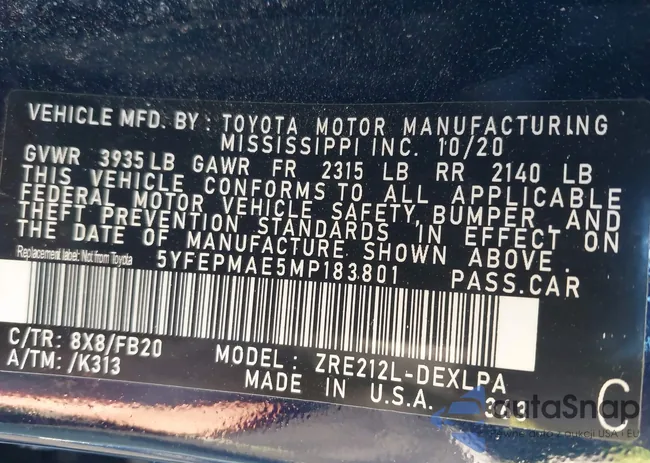 VEHICLE MFD. BY: TOYOTA MOTOR MANUFACTURING
MISSISSIPPI INC. 10/20
GVWR 3935 LB GAWR FR 2315 LB RR 2140 LB
THIS VEHICLE CONFORMS TO ALL APPLICABLE
FEDERAL MOTOR VEHICLE SAFETY, BUMPER, AND
THEFT PREVENTION STANDARDS IN EFFECT ON
THE DATE OF MANUFACTURE SHOWN ABOVE.
Replacement label: Not from Toyota 5YFEPMAE5MP183801 PASS.CAR
C/TR: 8X8/FB20 MODEL: ZRE212L-DEXLPA
A/TM: /K313 MADE IN U.S.A.
C
autaSnap